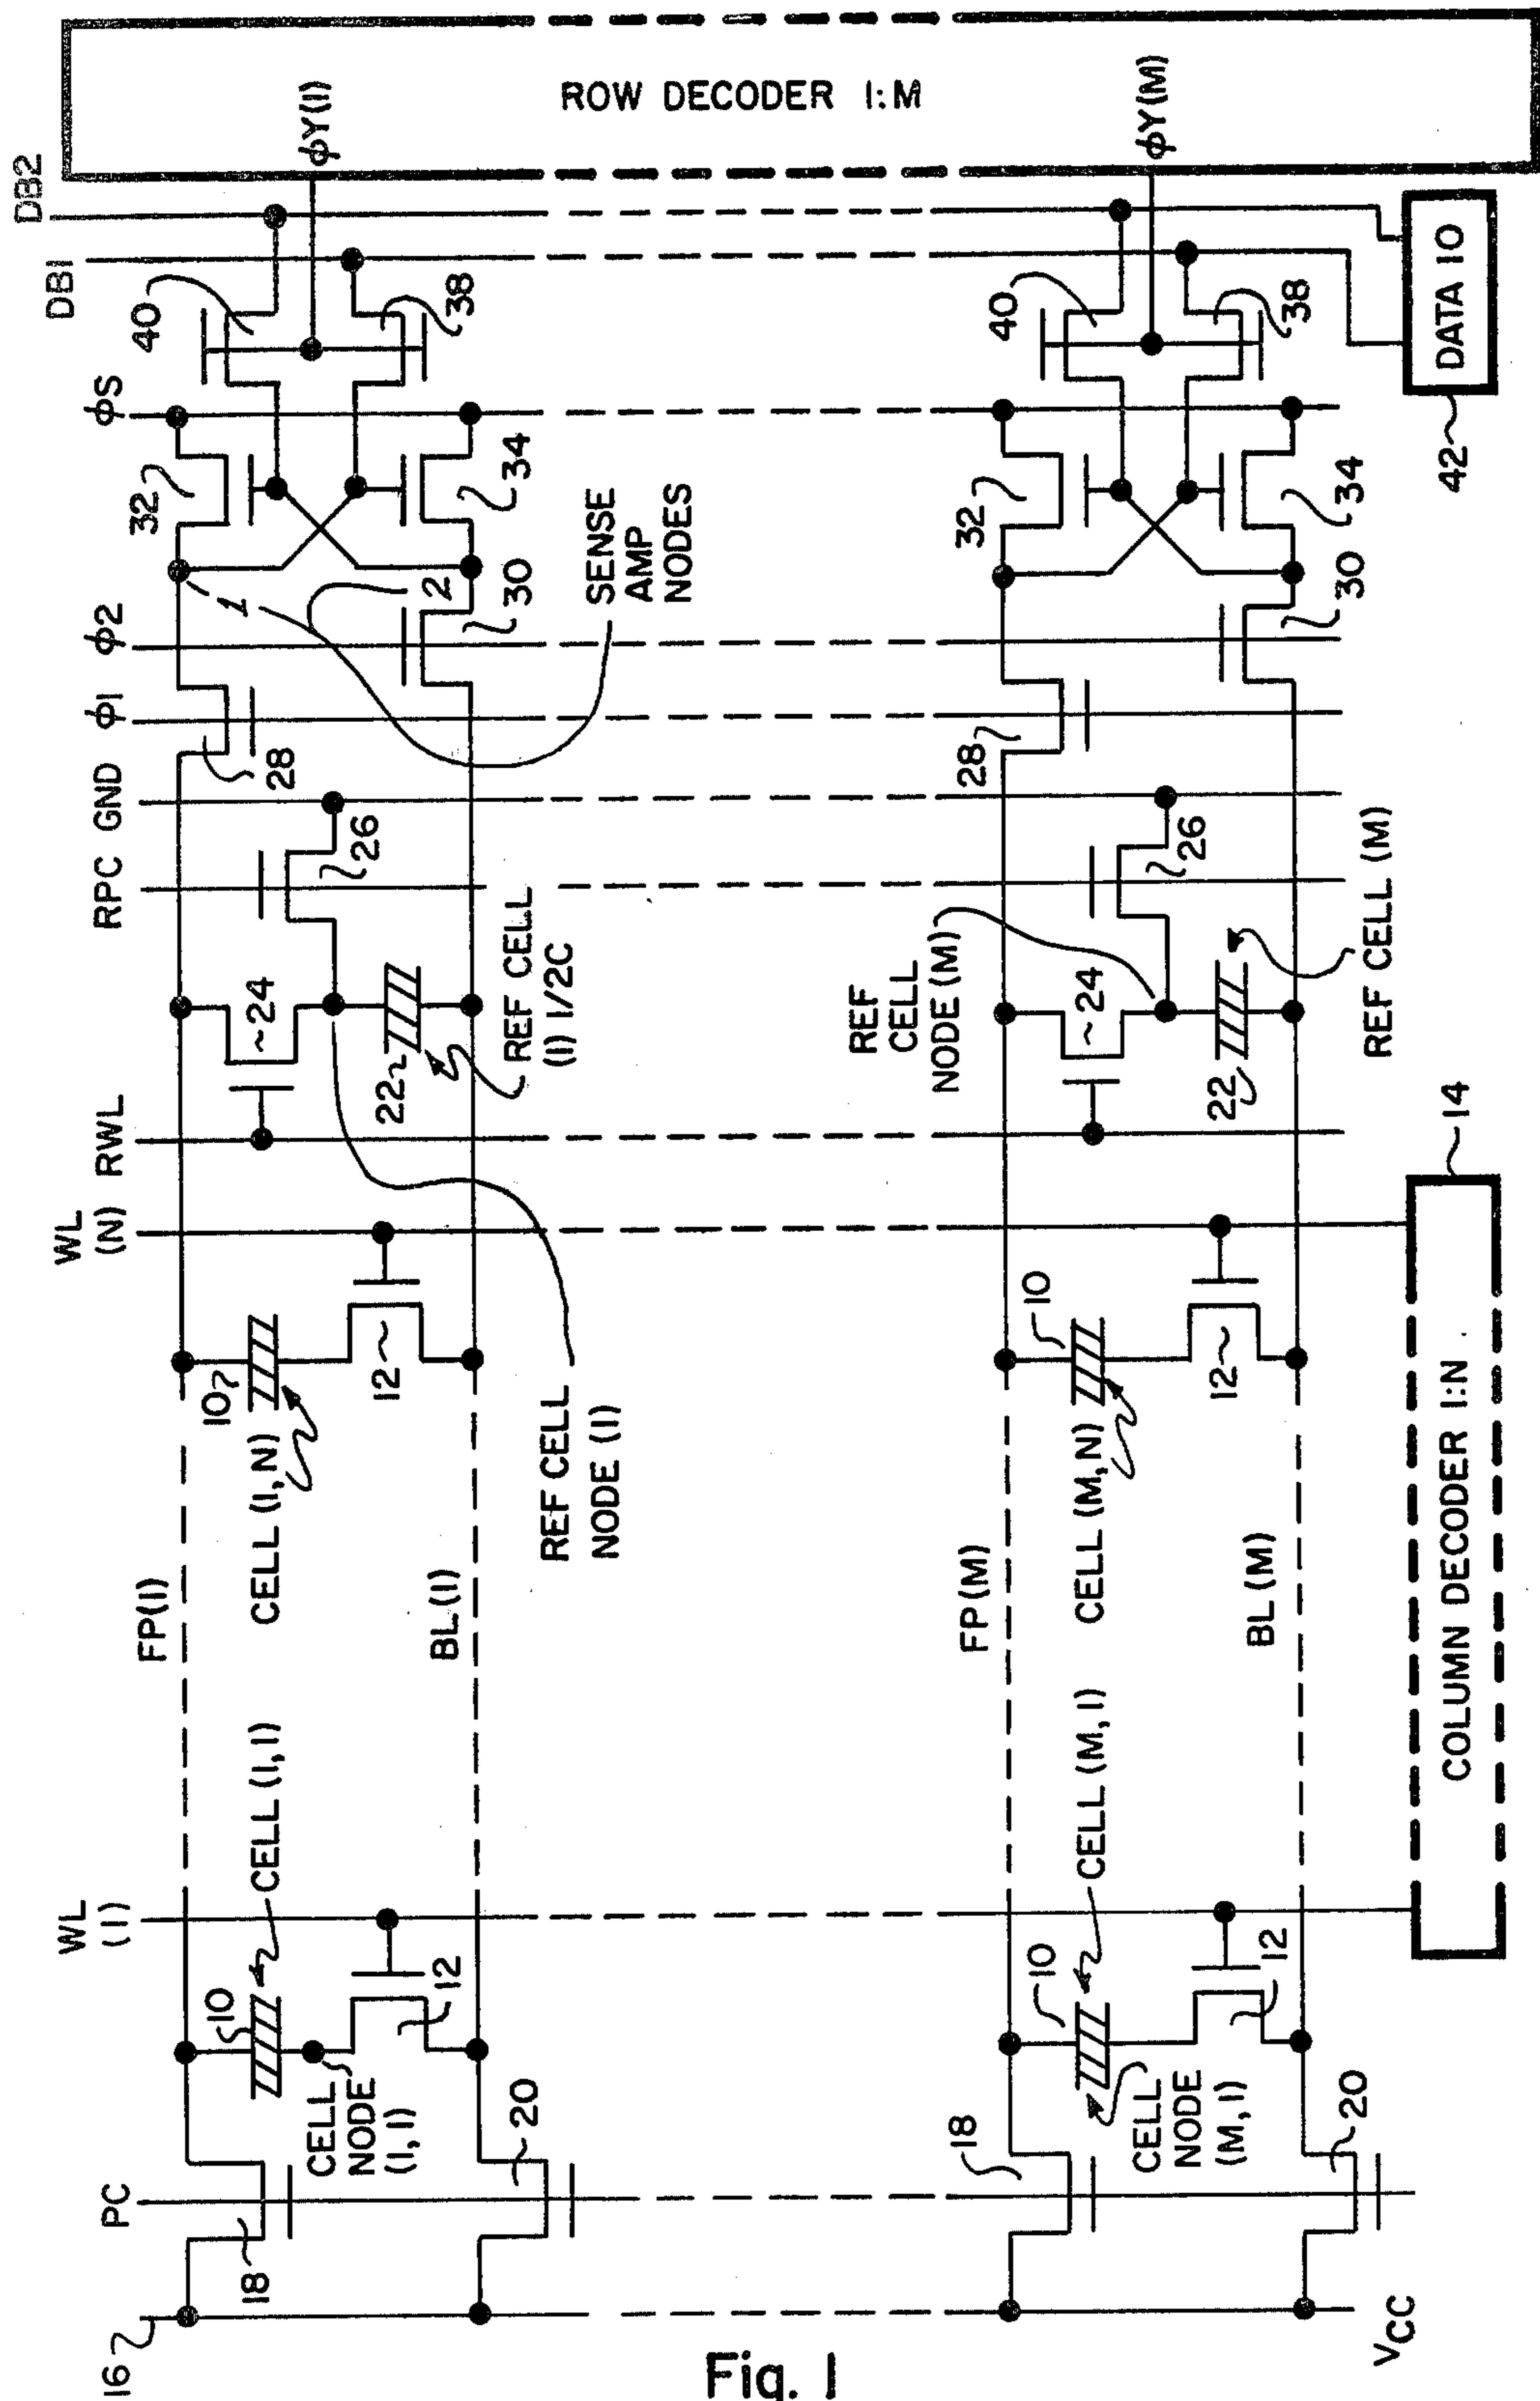 DB2
DB1
ROW DECODER 1:M
φY(1)
φY(M)
φS
40
38
40
38
DATA IO
42
32
34
32
34
1
2
30
30
SENSE
AMP
NODES
φ2
φ1
28
28
GND
RPC
26
26
24
22
REF CELL
(1) 1/2C
REF
CELL
NODE (M)
24
22
REF CELL (M)
RWL
WL
(N)
14
10
12
CELL (1,N)
REF CELL
NODE (1)
10
12
CELL (M,N)
FP(1)
BL(1)
FP(M)
BL(M)
COLUMN DECODER 1:N
CELL (1,1)
CELL (M,1)
WL
(1)
10
12
CELL
NODE
(1,1)
10
12
CELL
NODE
(M,1)
PC
18
20
18
20
16
VCC
Fig. 1